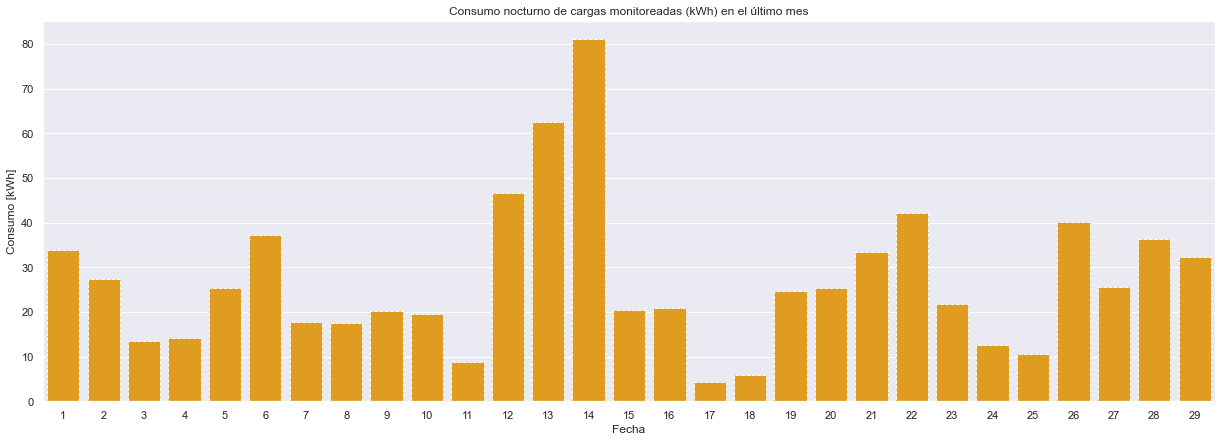 Consumo nocturno de cargas monitoreadas (kWh) en el último mes
Consumo [kWh]
80
70
60
50
40
30
20
10
0
1 2 3 4 5 6 7 8 9 10 11 12 13 14 15 16 17 18 19 20 21 22 23 24 25 26 27 28 29
Fecha